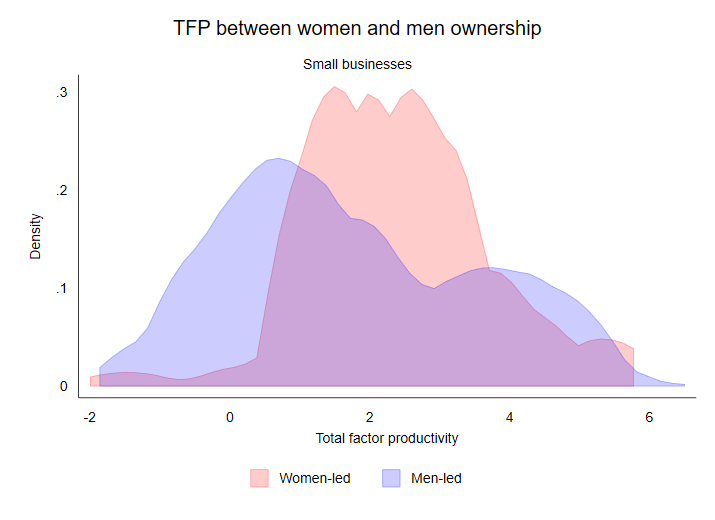 TFP between women and men ownership
Small businesses
.3
.2
.1
0
Density
-2 0 2 4 6
Total factor productivity
Women-led Men-led